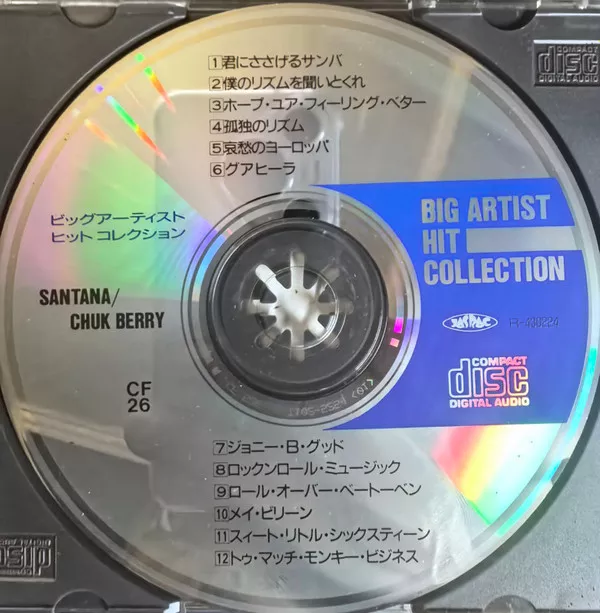 1 君にささげるサンバ
2 僕のリズムを聞いとくれ
3 ホープ・ユア・フィーリング・ベター
4 孤独のリズム
5 哀愁のヨーロッパ
6 グアヒーラ
ビッグアーティスト
ヒット コレクション
SANTANA/
CHUK BERRY
CF
26
BIG ARTIST
HIT
COLLECTION
JASRAC
R-430224
COMPACT
disc
DIGITAL AUDIO
7 ジョニー・B・グッド
8 ロックンロール・ミュージック
9 ロール・オーバー・ベートーベン
10 メイ・ビリーン
11 スィート・リトル・シックスティーン
12 トゥ・マッチ・モンキー・ビジネス
COMPACT
disc
DIGITAL AUDIO